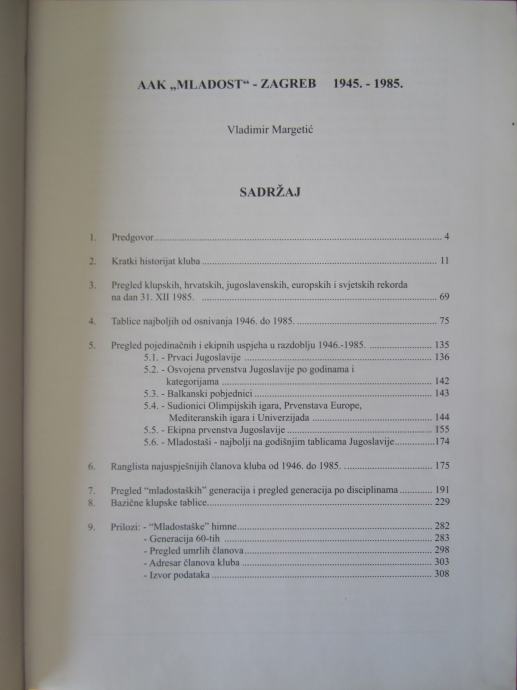 AAK „MLADOST“ - ZAGREB 1945. - 1985.
Vladimir Margetić
SADRŽAJ
1. Predgovor........ 4
2. Kratki historijat kluba ........ 11
3. Pregled klupskih, hrvatskih, jugoslavenskih, europskih i svjetskih rekorda
na dan 31. XII 1985. ........ 69
4. Tablice najboljih od osnivanja 1946. do 1985. ........ 75
5. Pregled pojedinačnih i ekipnih uspjeha u razdoblju 1946.-1985. ........ 135
5.1. - Prvaci Jugoslavije ........ 136
5.2. - Osvojena prvenstva Jugoslavije po godinama i
kategorijama ........ 142
5.3. - Balkanski pobjednici ........ 143
5.4. - Sudionici Olimpijskih igara, Prvenstava Europe,
Mediteranskih igara i Univerzijada ........ 144
5.5. - Ekipna prvenstva Jugoslavije ........ 155
5.6. - Mladostaši - najbolji na godišnjim tablicama Jugoslavije........174
6. Ranglista najuspješnijih članova kluba od 1946. do 1985. ........ 175
7. Pregled “mladostaških” generacija i pregled generacija po disciplinama ........ 191
8. Bazične klupske tablice........ 229
9. Prilozi: - “Mladostaške” himne........ 282
- Generacija 60-tih ........ 283
- Pregled umrlih članova........ 298
- Adresar članova kluba ........ 303
- Izvor podataka ........ 308